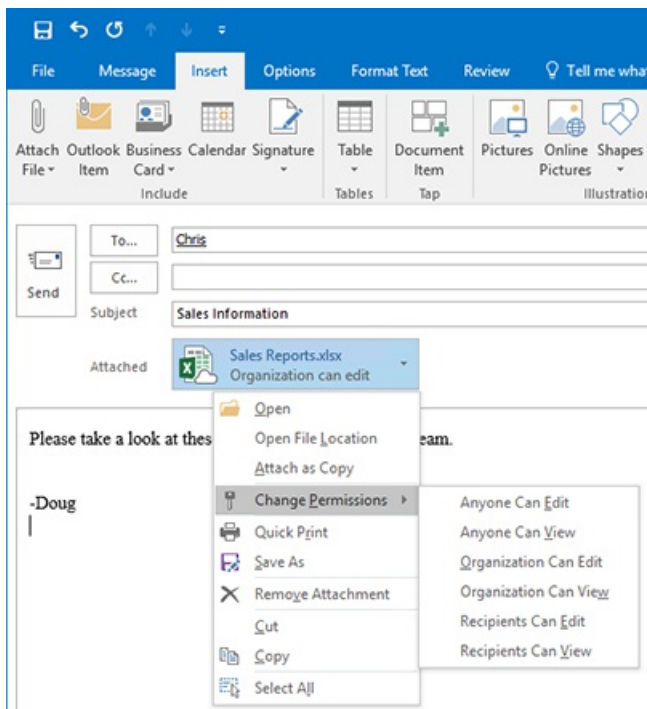 File Message Insert Options Format Text Review Tell me wha
Attach Outlook Business Calendar Signature Table Document Pictures Online Shapes
File Item Card Item Pictures
Include Tables Tap Illustratio
To... Chris
Cc...
Send
Subject Sales Information
Attached Sales Reports.xlsx
Organization can edit
Open
Please take a look at thes eam.
Open File Location
Attach as Copy
-Doug
Change Permissions
Quick Print
Save As
Remove Attachment
Cut
Copy
Select All
Anyone Can Edit
Anyone Can View
Organization Can Edit
Organization Can View
Recipients Can Edit
Recipients Can View